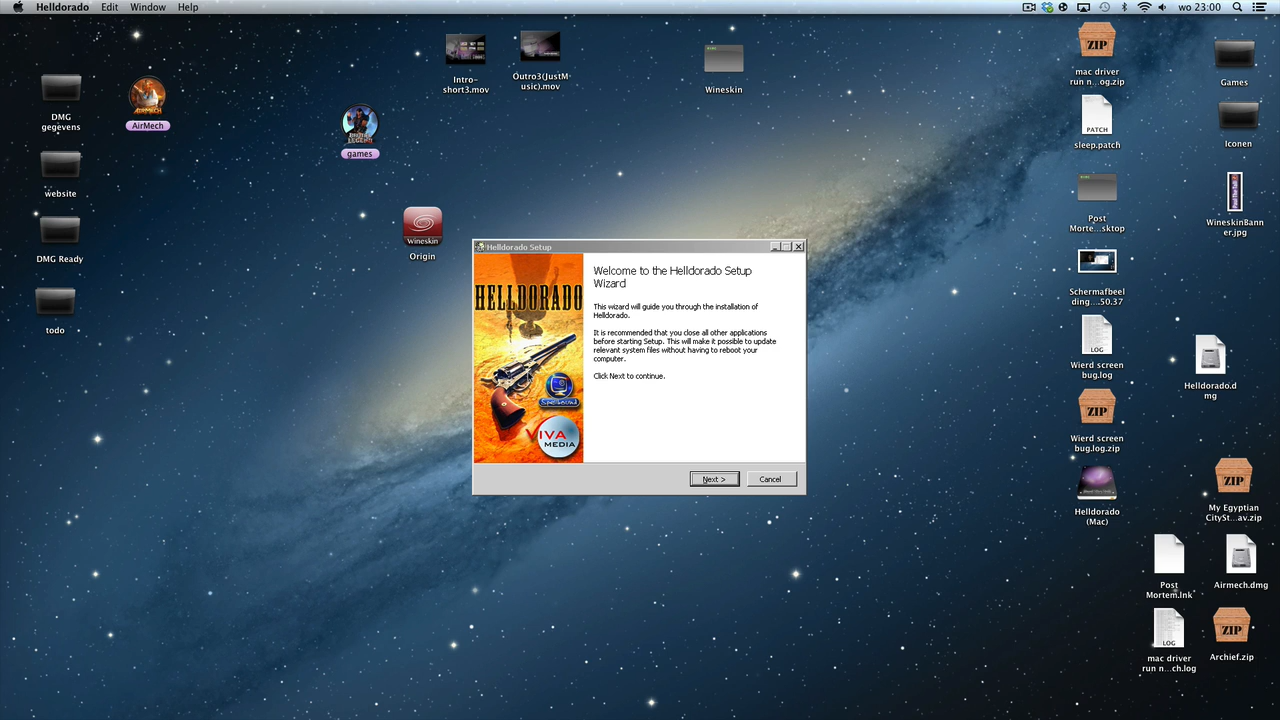 Helldorado Edit Window Help
wo 23:00
DMG
gegevens
AirMech
website
DMG Ready
todo
games
Intro-
short3.mov
Outro3(JustM
usic).mov
Wineskin
Wineskin
Origin
ZIP
mac driver
run n...og.zip
PATCH
sleep.patch
Post
Morte...sktop
Schermafbeel
ding...50.37
LOG
Wierd screen
bug.log
ZIP
Wierd screen
bug.log.zip
Helldorado
(Mac)
Games
Iconen
WineskinBann
er.jpg
Helldorado.d
mg
ZIP
My Egyptian
CitySt...av.zip
Post
Mortem.lnk
Airmech.dmg
LOG
mac driver
run n...ch.log
ZIP
Archief.zip
Helldorado Setup
HELLDORADO
Spellbound
VIVA
MEDIA
Welcome to the Helldorado Setup
Wizard
This wizard will guide you through the installation of
Helldorado.
It is recommended that you close all other applications
before starting Setup. This will make it possible to update
relevant system files without having to reboot your
computer.
Click Next to continue.
Next >
Cancel